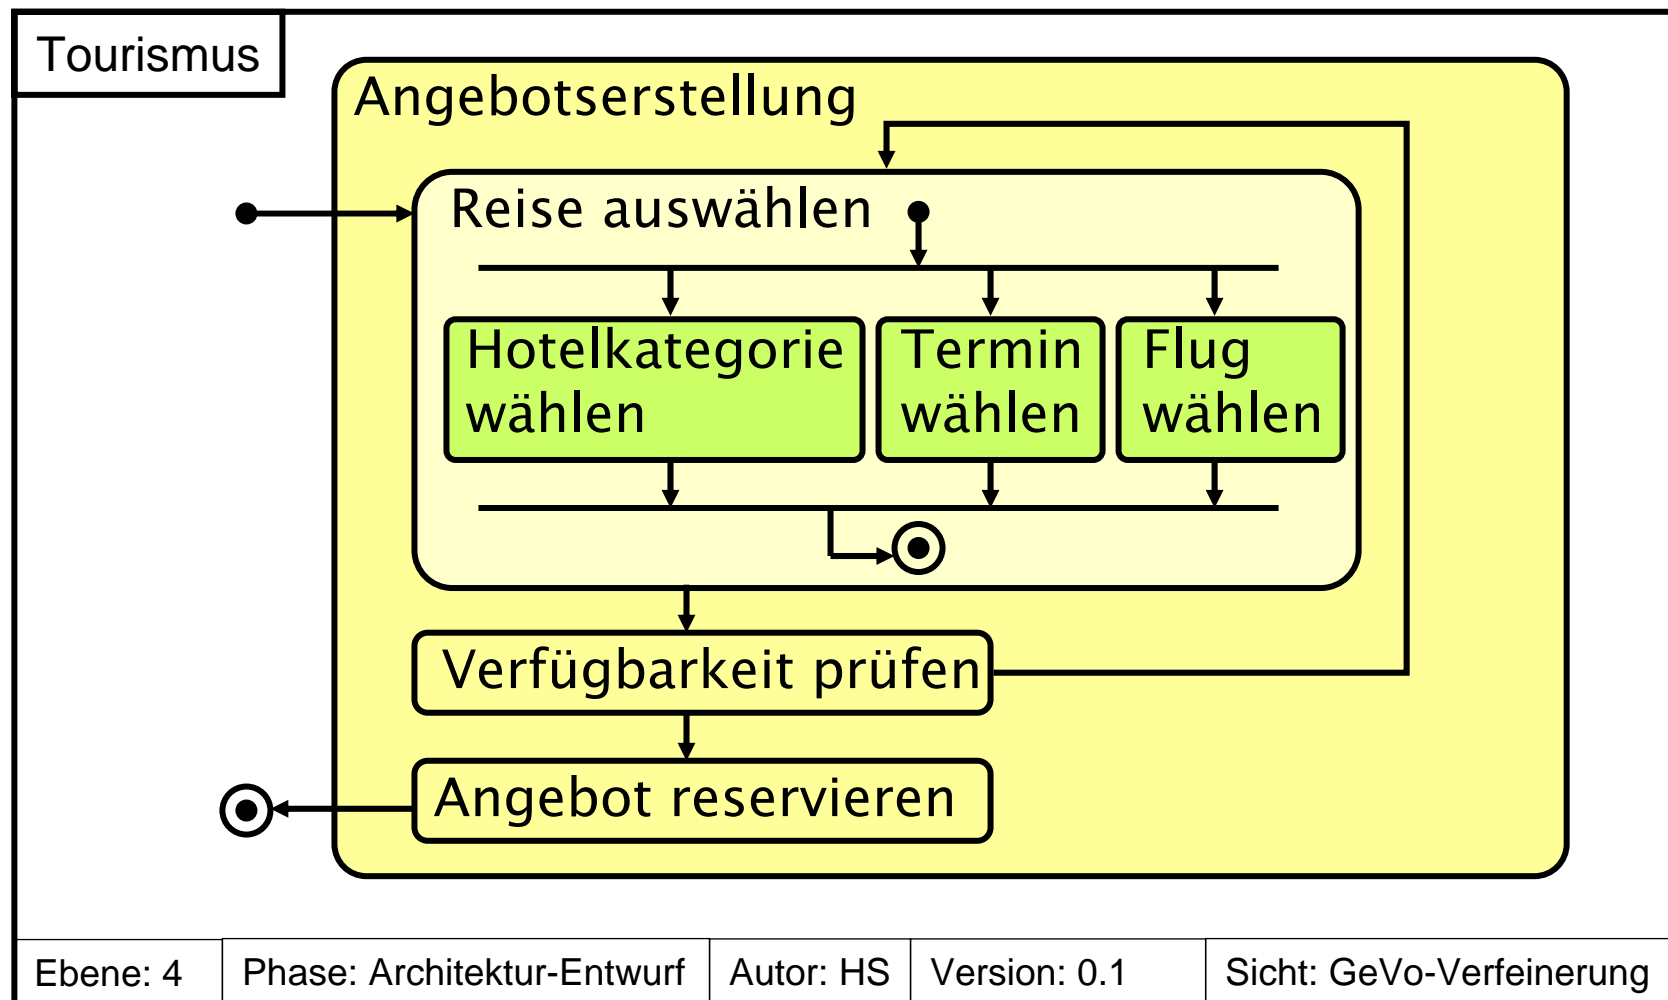 Tourismus
Angebotserstellung
Reise auswählen
Hotelkategorie
wählen
Termin
wählen
Flug
wählen
Verfügbarkeit prüfen
Angebot reservieren
Ebene: 4
Phase: Architektur-Entwurf
Autor: HS
Version: 0.1
Sicht: GeVo-Verfeinerung